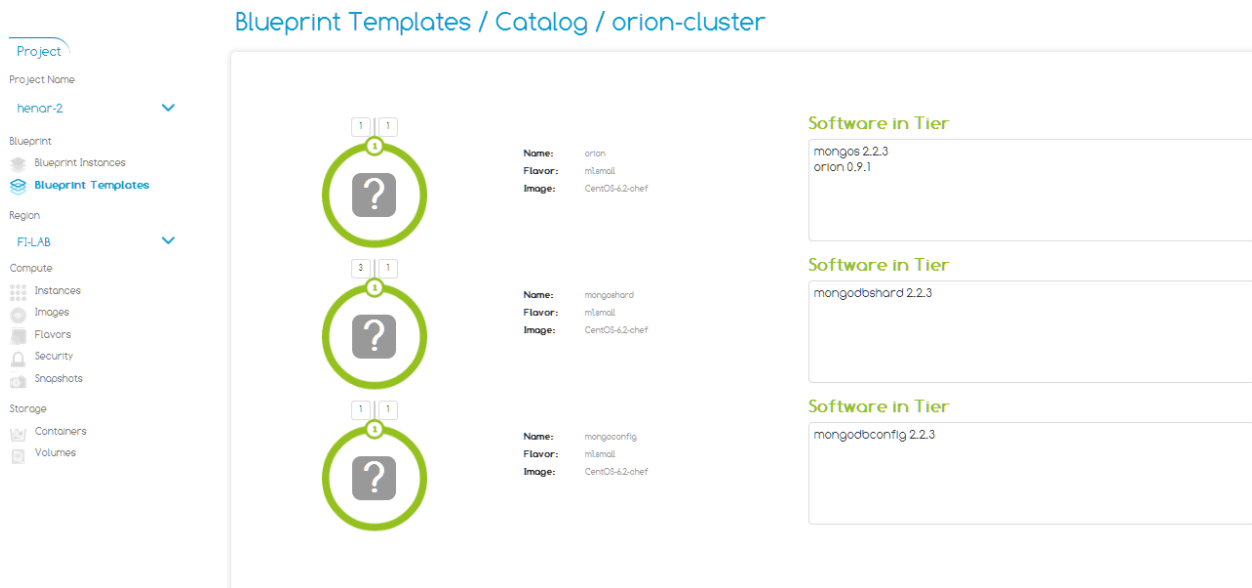 Blueprint Templates / Catalog / orion-cluster
Project
Project Name
henar-2
Blueprint
Blueprint Instances
Blueprint Templates
Region
FI-LAB
Compute
Instances
Images
Flavors
Security
Snapshots
Storage
Containers
Volumes
1 1
1
?
Name: orion
Flavor: m1.small
Image: CentOS-6.2-chef
Software in Tier
mongos 2.2.3
orion 0.9.1
3 1
1
?
Name: mongoshard
Flavor: m1.small
Image: CentOS-6.2-chef
Software in Tier
mongodbshard 2.2.3
1 1
1
?
Name: mongoconfig
Flavor: m1.small
Image: CentOS-6.2-chef
Software in Tier
mongodbconfig 2.2.3